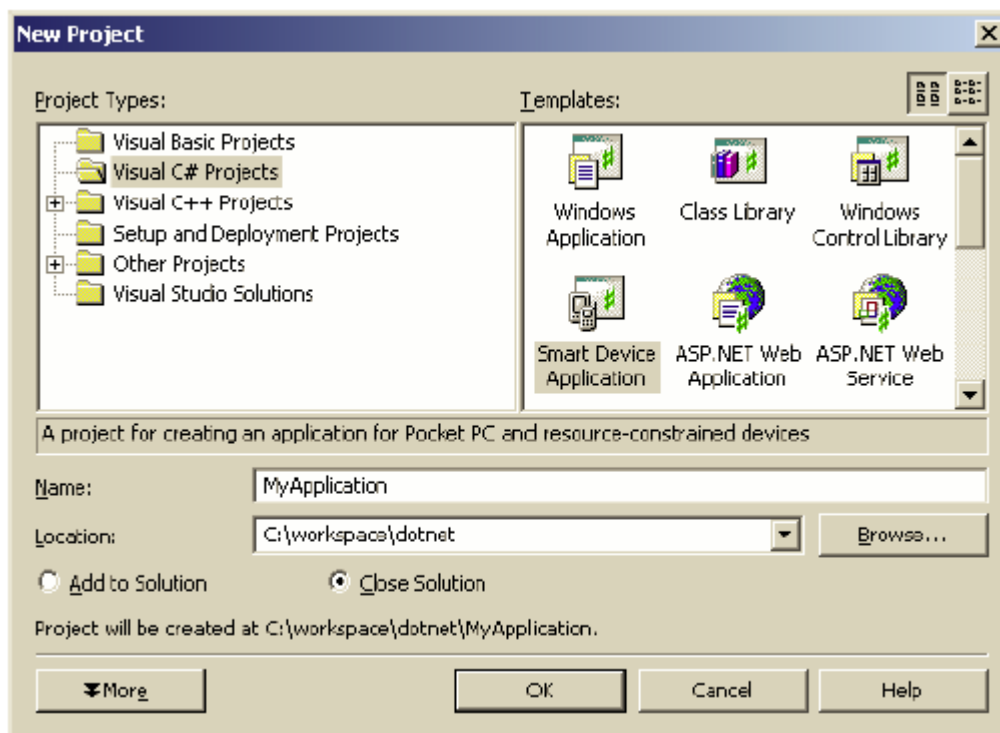 New Project
Project Types:
Templates:
Visual Basic Projects
Visual C# Projects
Visual C++ Projects
Setup and Deployment Projects
Other Projects
Visual Studio Solutions
Windows
Application
Class Library
Windows
Control Library
Smart Device
Application
ASP.NET Web
Application
ASP.NET Web
Service
A project for creating an application for Pocket PC and resource-constrained devices
Name:
MyApplication
Location:
C:\workspace\dotnet
Browse...
Add to Solution
Close Solution
Project will be created at C:\workspace\dotnet\MyApplication.
More
OK
Cancel
Help